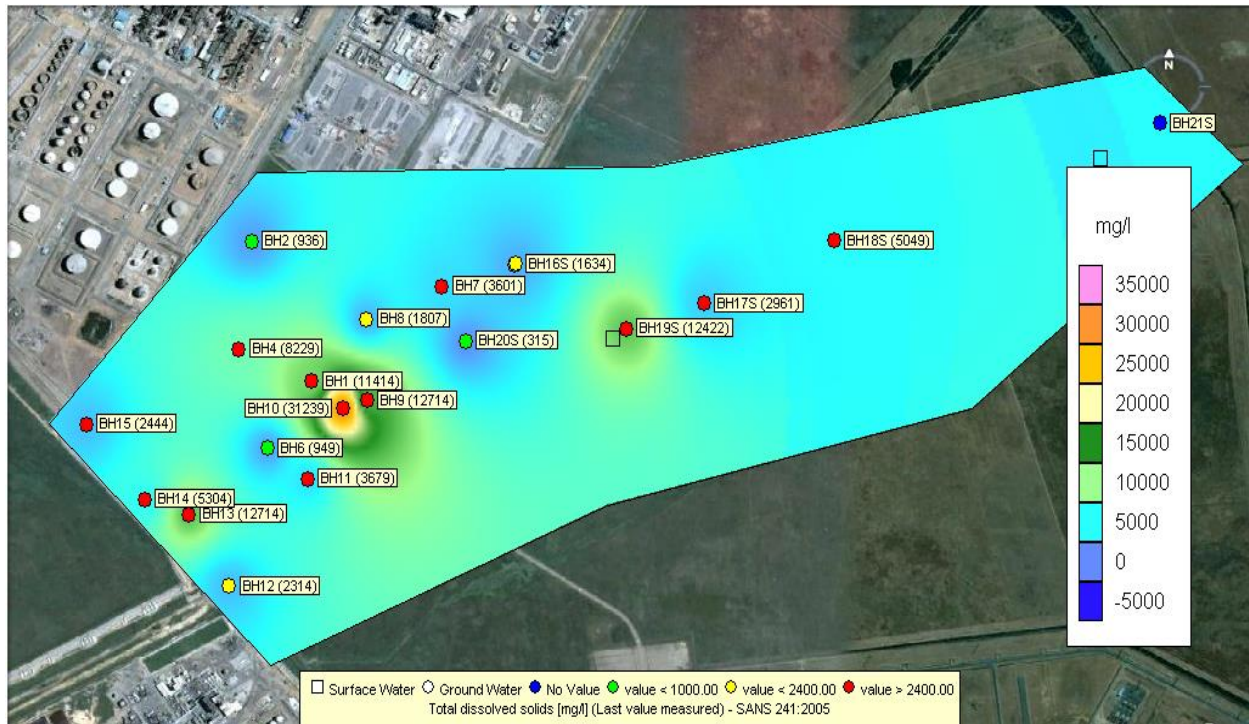 N
BH21S
mg/l
BH2 (936)
BH18S (5049)
BH16S (1634)
BH7 (3601)
BH17S (2961)
BH8 (1807)
BH19S (12422)
BH20S (315)
BH4 (8229)
BH1 (11414)
BH9 (12714)
BH10 (31239)
BH15 (2444)
BH6 (949)
BH11 (3679)
BH14 (5304)
BH13 (12714)
BH12 (2314)
35000
30000
25000
20000
15000
10000
5000
0
-5000
Surface Water Ground Water No Value value < 1000.00 value < 2400.00 value > 2400.00
Total dissolved solids [mg/l] (Last value measured) - SANS 241:2005